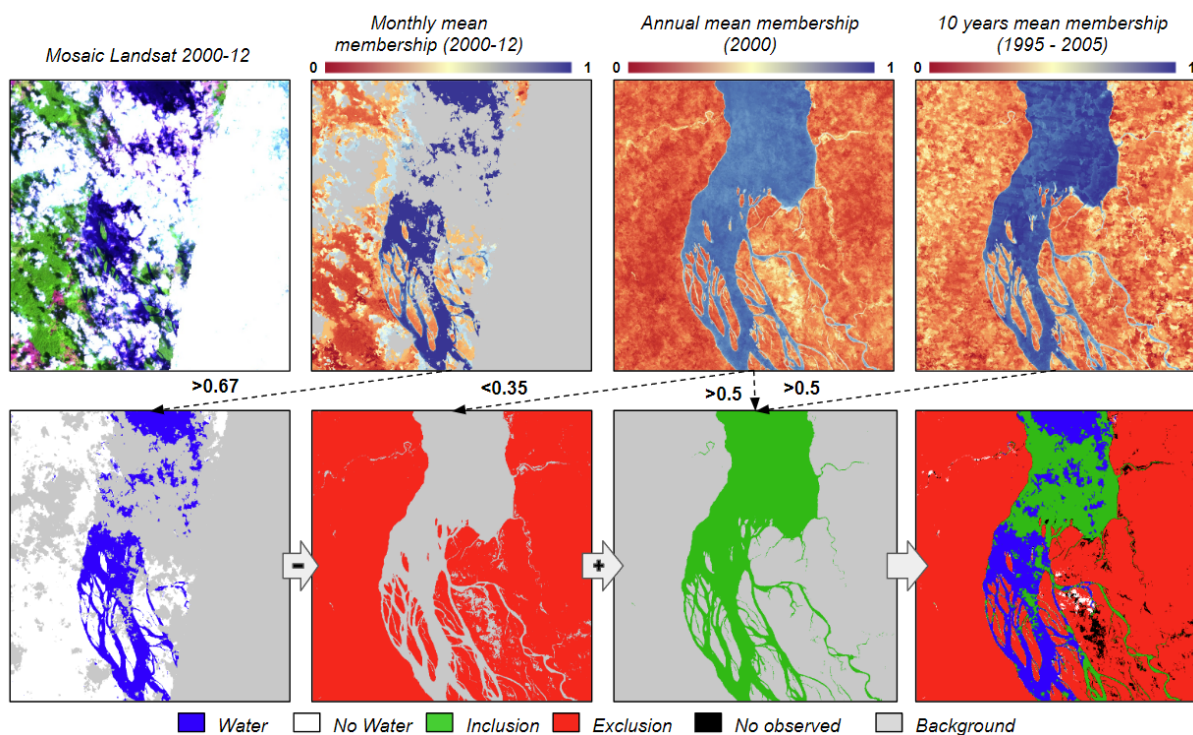 Mosaic Landsat 2000-12
Monthly mean
membership (2000-12)
Annual mean membership
(2000)
10 years mean membership
(1995 - 2005)
0 1
0 1
0 1
>0.67
<0.35
>0.5
>0.5
-
+
Water
No Water
Inclusion
Exclusion
No observed
Background